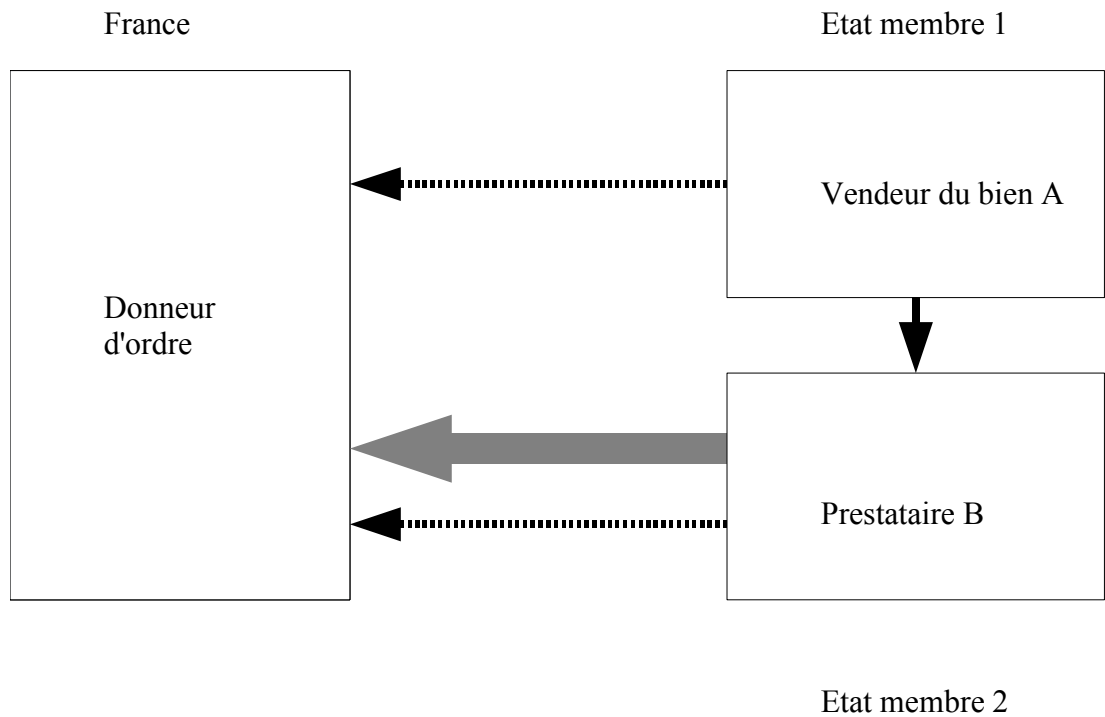 France
Etat membre 1
Vendeur du bien A
Donneur
d'ordre
Prestataire B
Etat membre 2